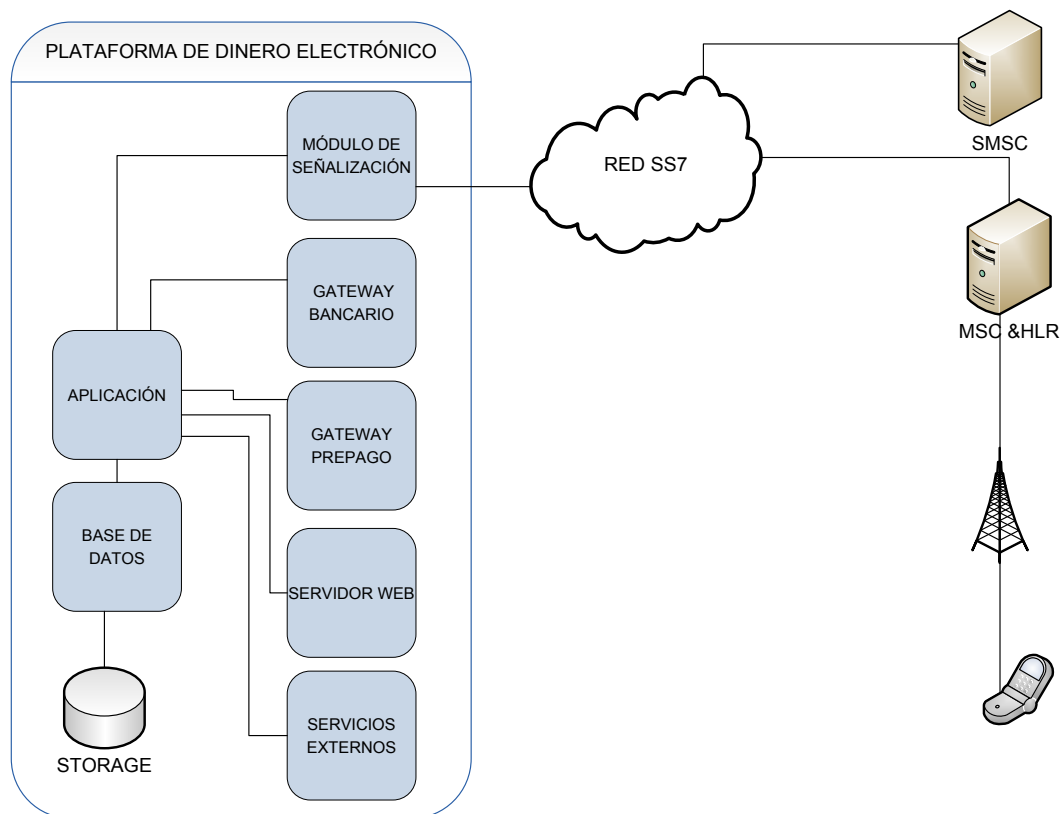 PLATAFORMA DE DINERO ELECTRÓNICO
MÓDULO DE
SEÑALIZACIÓN
GATEWAY
BANCARIO
APLICACIÓN
GATEWAY
PREPAGO
BASE DE
DATOS
SERVIDOR WEB
SERVICIOS
EXTERNOS
STORAGE
RED SS7
SMSC
MSC &HLR